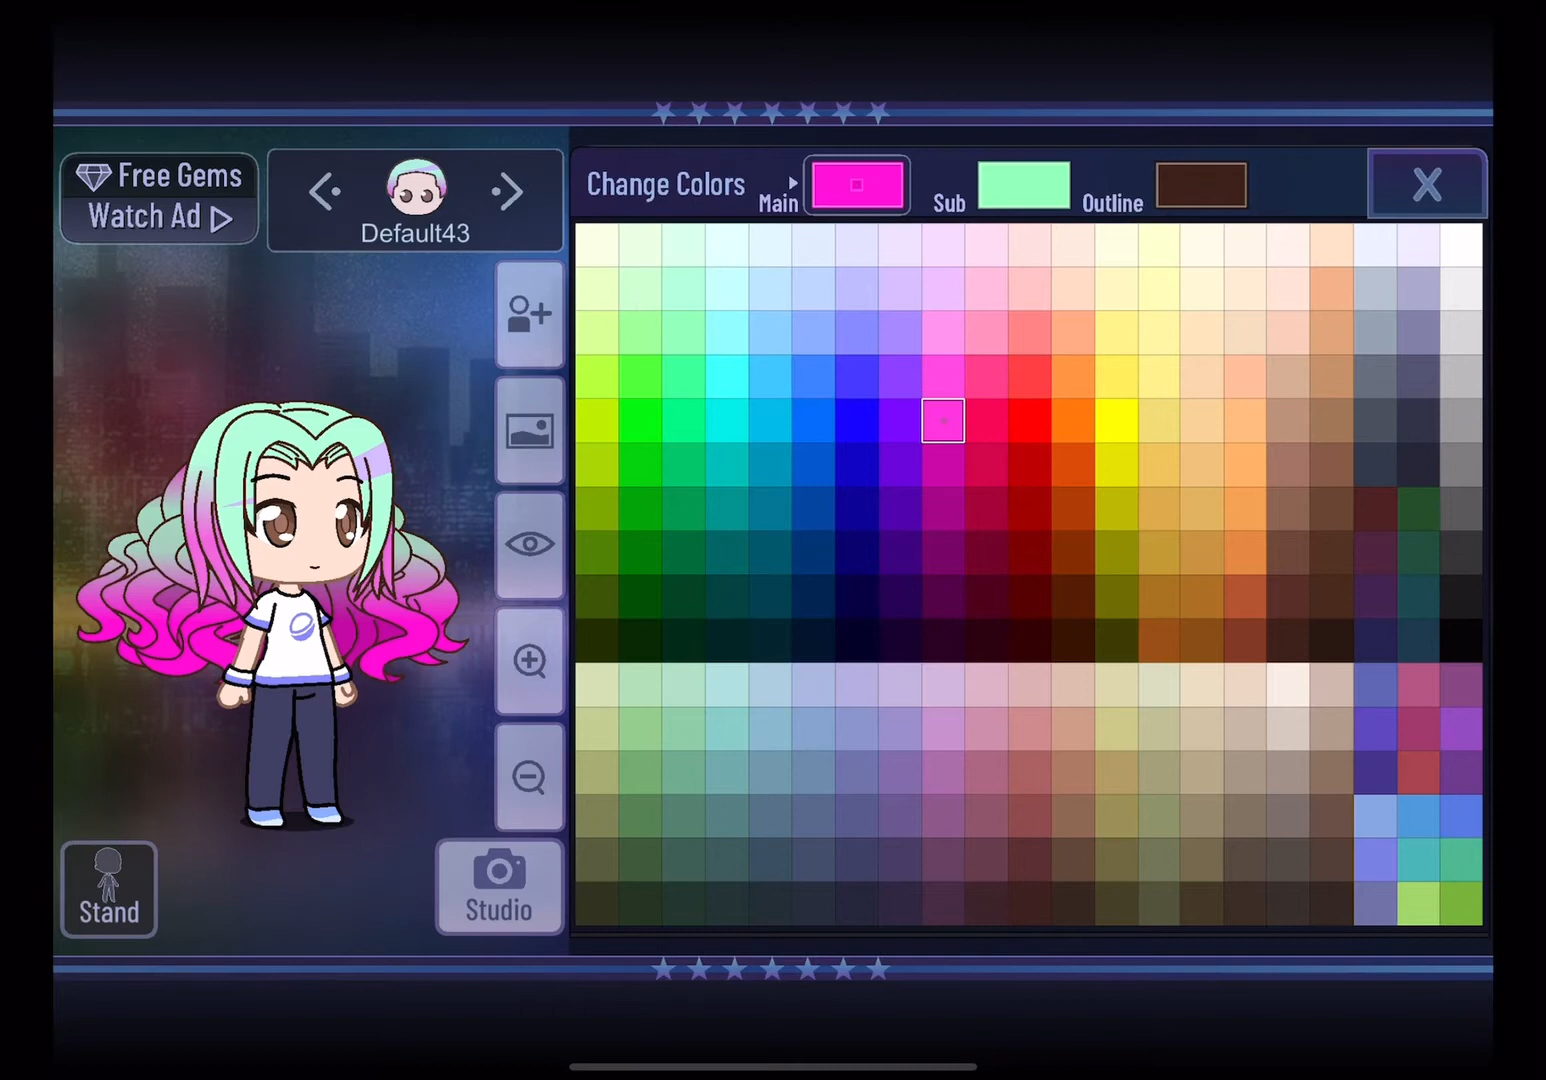 Free Gems
Watch Ad
Default43
Change Colors
Main
Sub
Outline
X
Stand
Studio